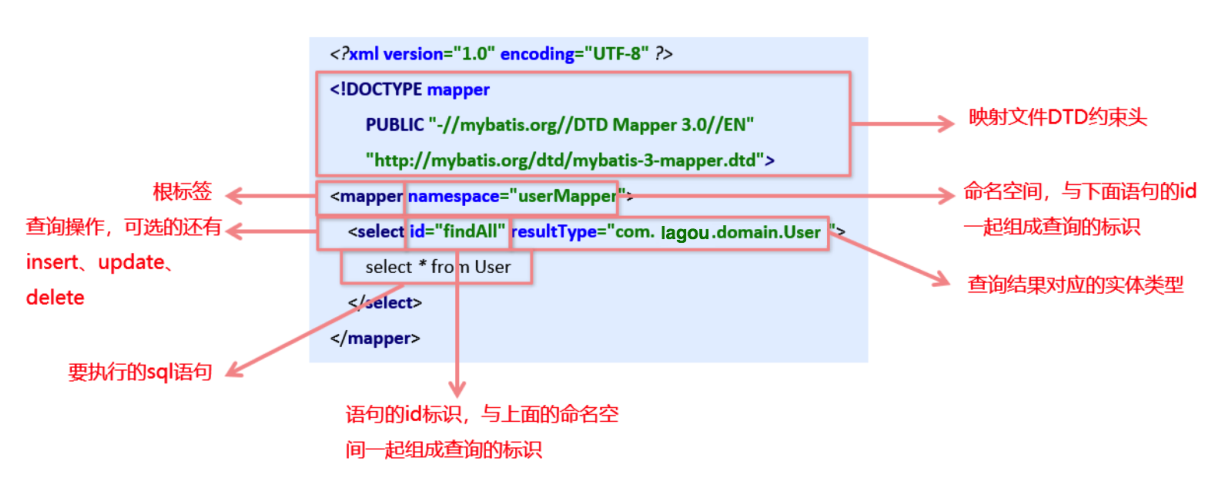 <?xml version="1.0" encoding="UTF-8" ?>
<!DOCTYPE mapper
PUBLIC "-//mybatis.org//DTD Mapper 3.0//EN"
"http://mybatis.org/dtd/mybatis-3-mapper.dtd">
<mapper namespace="userMapper">
<select id="findAll" resultType="com. lagou.domain.User ">
select * from User
</select>
</mapper>
映射文件DTD约束头
根标签
命名空间，与下面语句的id
一起组成查询的标识
查询操作，可选的还有
insert、update、
delete
查询结果对应的实体类型
要执行的sql语句
语句的id标识，与上面的命名空
间一起组成查询的标识